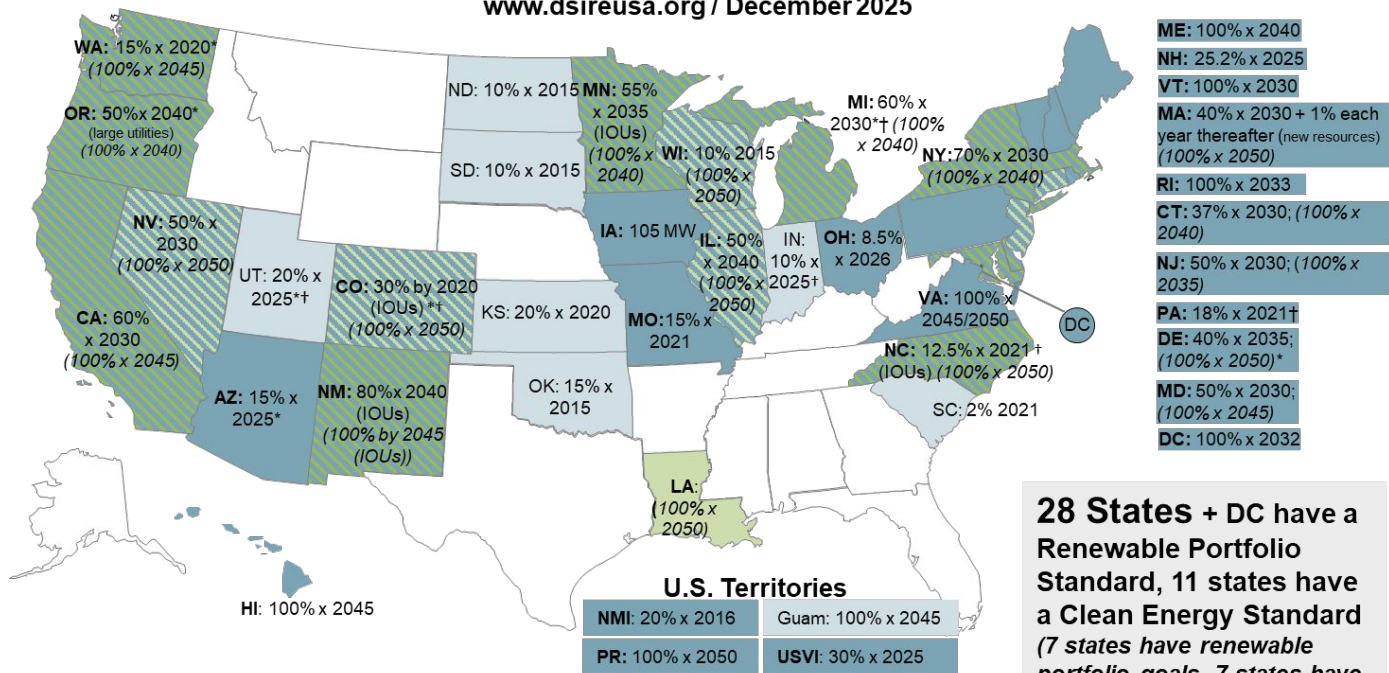 www.dsireusa.org / December 2025
WA: 15% x 2020*
(100% x 2045)
OR: 50%x 2040*
(large utilities)
(100% x 2040)
CA: 60%
x 2030
(100% x 2045)
NV: 50% x
2030
(100% x 2050)
UT: 20% x
2025*†
AZ: 15% x
2025*
CO: 30% by 2020
(IOUs) *†
(100% x 2050)
NM: 80%x 2040
(IOUs)
(100% by 2045
(IOUs))
ND: 10% x 2015
SD: 10% x 2015
KS: 20% x 2020
OK: 15% x
2015
MN: 55%
x 2035
(IOUs)
(100% x
2040)
IA: 105 MW
MO:15% x
2021
LA:
(100% x
2050)
WI: 10% 2015
(100% x
2050)
IL: 50%
x 2040
(100% x
2050)
MI: 60% x
2030*† (100%
x 2040)
IN:
10% x
2025†
OH: 8.5%
x 2026
NY:70% x 2030
(100% x 2040)
VA: 100% x
2045/2050
DC
NC: 12.5% x 2021 †
(IOUs) (100% x 2050)
SC: 2% 2021
HI: 100% x 2045
ME: 100% x 2040
NH: 25.2% x 2025
VT: 100% x 2030
MA: 40% x 2030 + 1% each
year thereafter (new resources)
(100% x 2050)
RI: 100% x 2033
CT: 37% x 2030; (100% x
2040)
NJ: 50% x 2030; (100% x
2035)
PA: 18% x 2021†
DE: 40% x 2035;
(100% x 2050)*
MD: 50% x 2030;
(100% x 2045)
DC: 100% x 2032
U.S. Territories
NMI: 20% x 2016
Guam: 100% x 2045
PR: 100% x 2050
USVI: 30% x 2025
28 States + DC have a
Renewable Portfolio
Standard, 11 states have
a Clean Energy Standard
(7 states have renewable
portfolio goals, 7 states have